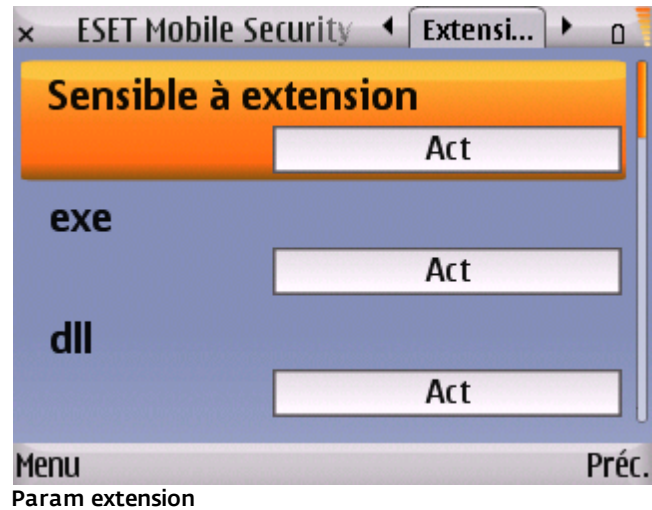 × ESET Mobile Security Extensi...
Sensible à extension
Act
exe
Act
dll
Act
Menu Préc.
Param extension